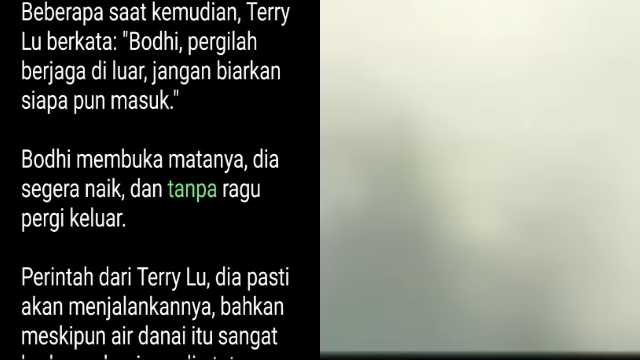 Beberapa saat kemudian, Terry
Lu berkata: "Bodhi, pergilah
berjaga di luar, jangan biarkan
siapa pun masuk."
Bodhi membuka matanya, dia
segera naik, dan tanpa ragu
pergi keluar.
Perintah dari Terry Lu, dia pasti
akan menjalankannya, bahkan
meskipun air danai itu sangat